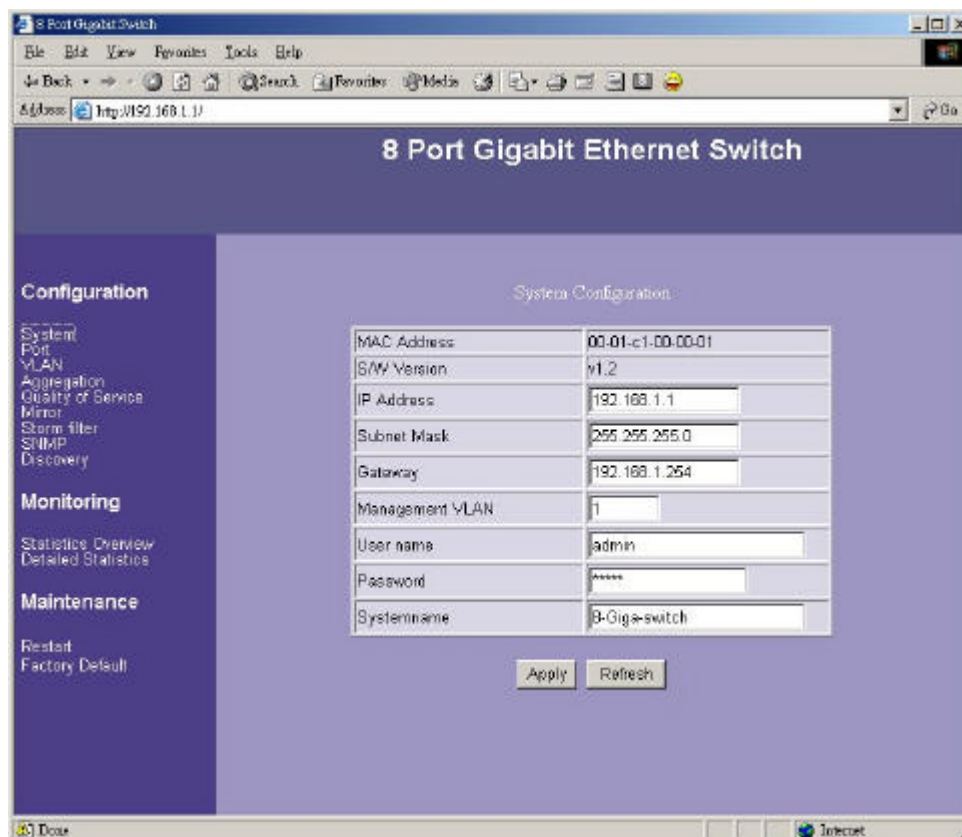 8 Port Gigabit Switch
File Edit View Favorites Tools Help
Back Search Favorites Media
Address http://192.168.1.1/ Go
8 Port Gigabit Ethernet Switch
Configuration
System
Port
VLAN
Aggregation
Quality of Service
Mirror
Storm filter
SNMP
Discovery
Monitoring
Statistics Overview
Detailed Statistics
Maintenance
Restart
Factory Default
System Configuration
MAC Address 00-01-c1-00-00-01
S/W Version v1.2
IP Address 192.168.1.1
Subnet Mask 255.255.255.0
Gateway 192.168.1.254
Management VLAN 1
User name admin
Password *****
Systemname 8-Giga-switch
Apply Refresh
Done Internet